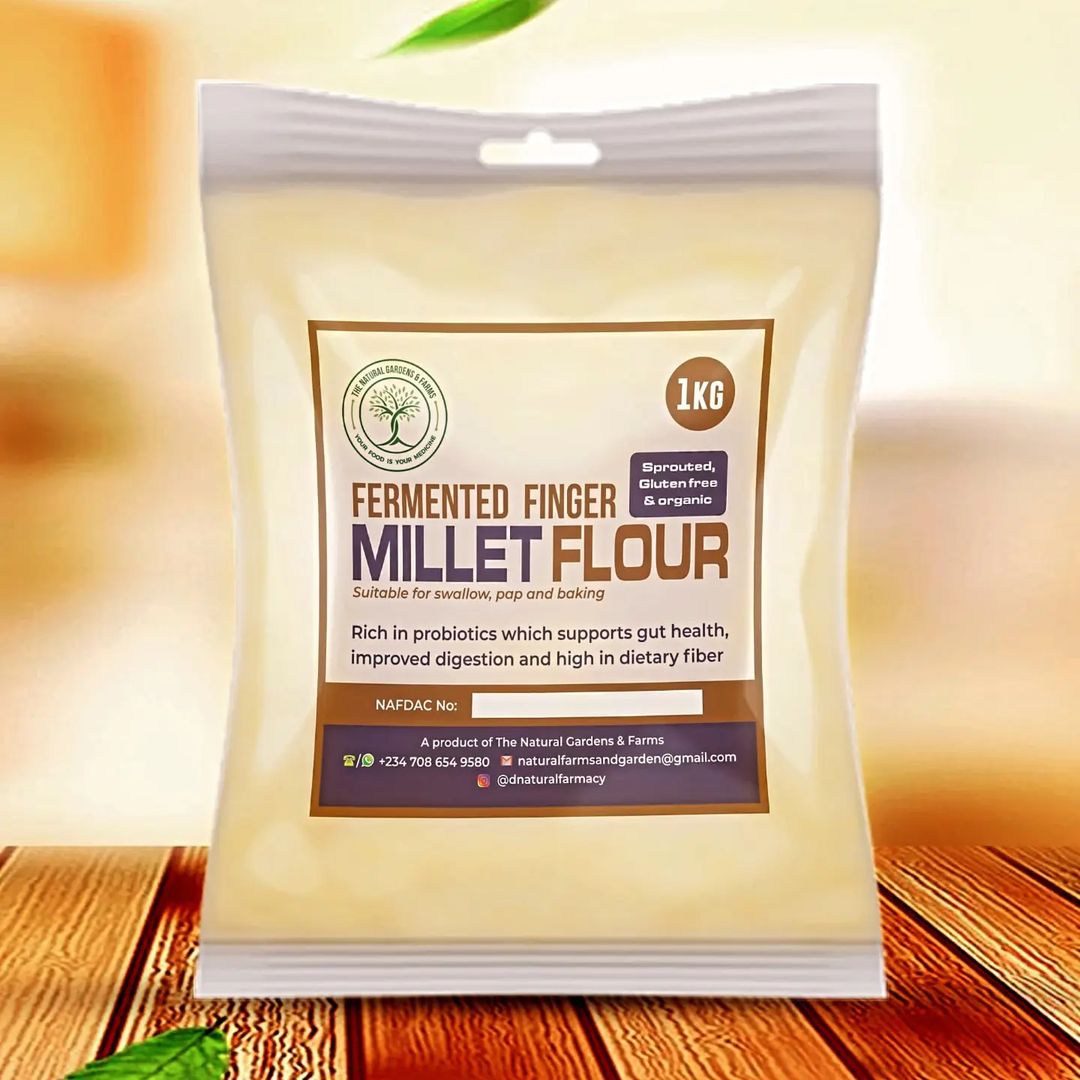 THE NATURAL GARDENS & FARMS
YOUR FOOD IS YOUR MEDICINE
1KG
Sprouted,
Gluten free
& organic
FERMENTED FINGER
MILLET FLOUR
Suitable for swallow, pap and baking
Rich in probiotics which supports gut health,
improved digestion and high in dietary fiber
NAFDAC No:
A product of The Natural Gardens & Farms
+234 708 654 9580 naturalfarmsandgarden@gmail.com
@dnaturalfarmacy